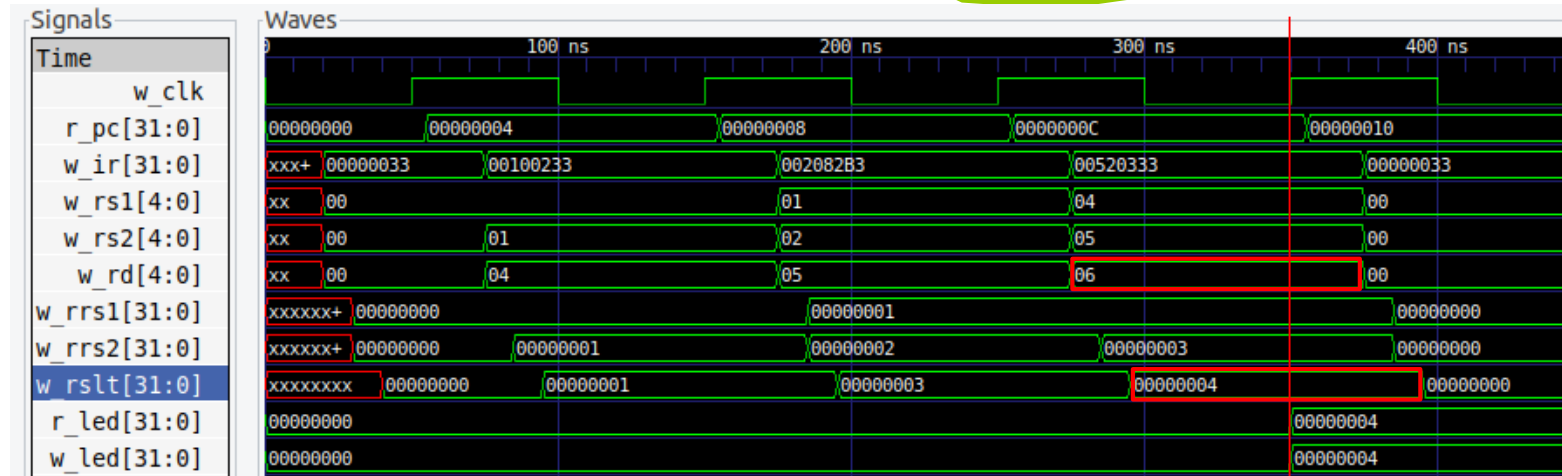 Signals Waves
Time 0 100 ns 200 ns 300 ns 400 ns
w_clk
r_pc[31:0] 00000000 00000004 00000008 0000000C 00000010
w_ir[31:0] xxx+ 00000033 00100233 002082B3 00520333 00000033
w_rs1[4:0] xx 00 01 04 00
w_rs2[4:0] xx 00 01 02 05 00
w_rd[4:0] xx 00 04 05 06 00
w_rrs1[31:0] xxxxxx+ 00000000 00000001 00000000
w_rrs2[31:0] xxxxxx+ 00000000 00000001 00000002 00000003 00000000
w_rslt[31:0] xxxxxxxx 00000000 00000001 00000003 00000004 00000000
r_led[31:0] 00000000 00000004
w_led[31:0] 00000000 00000004